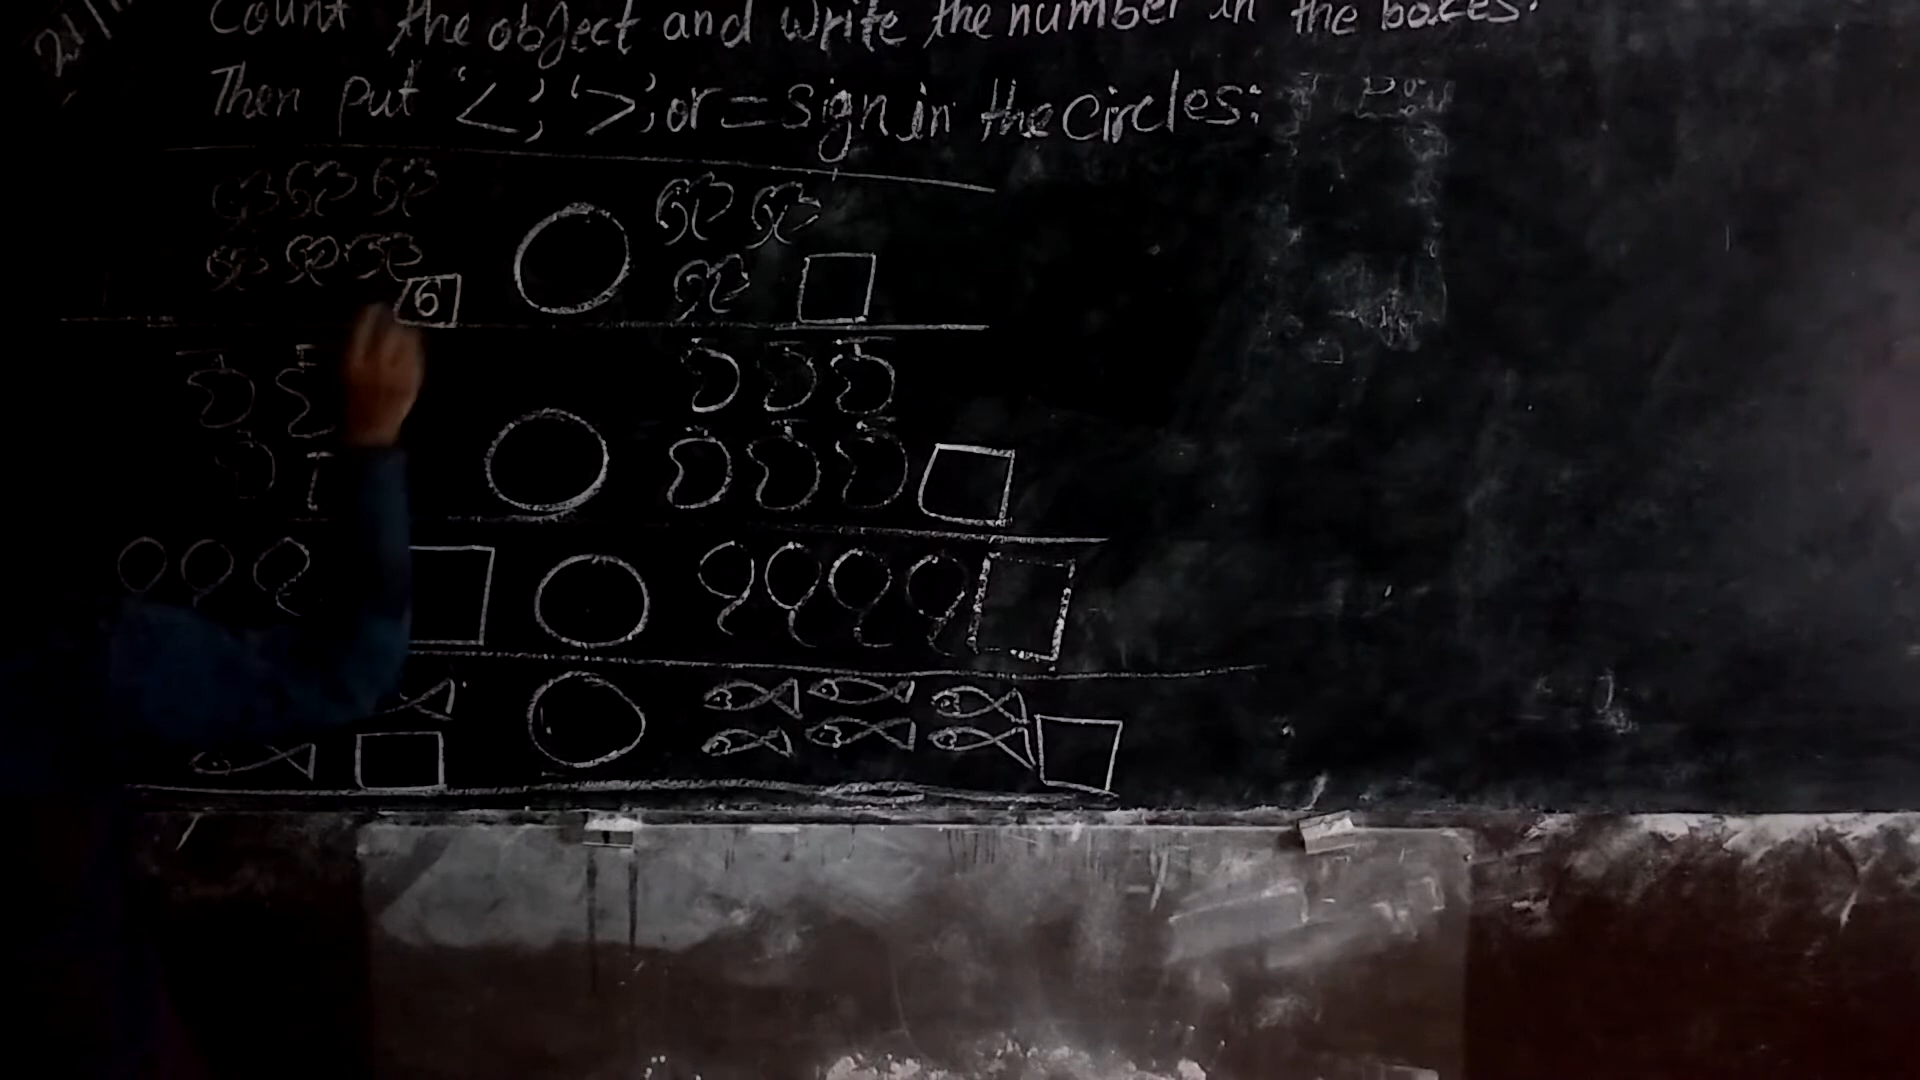 Count the object and write the number in the boxes.
Then put '<', '>', or = sign in the circles:
6